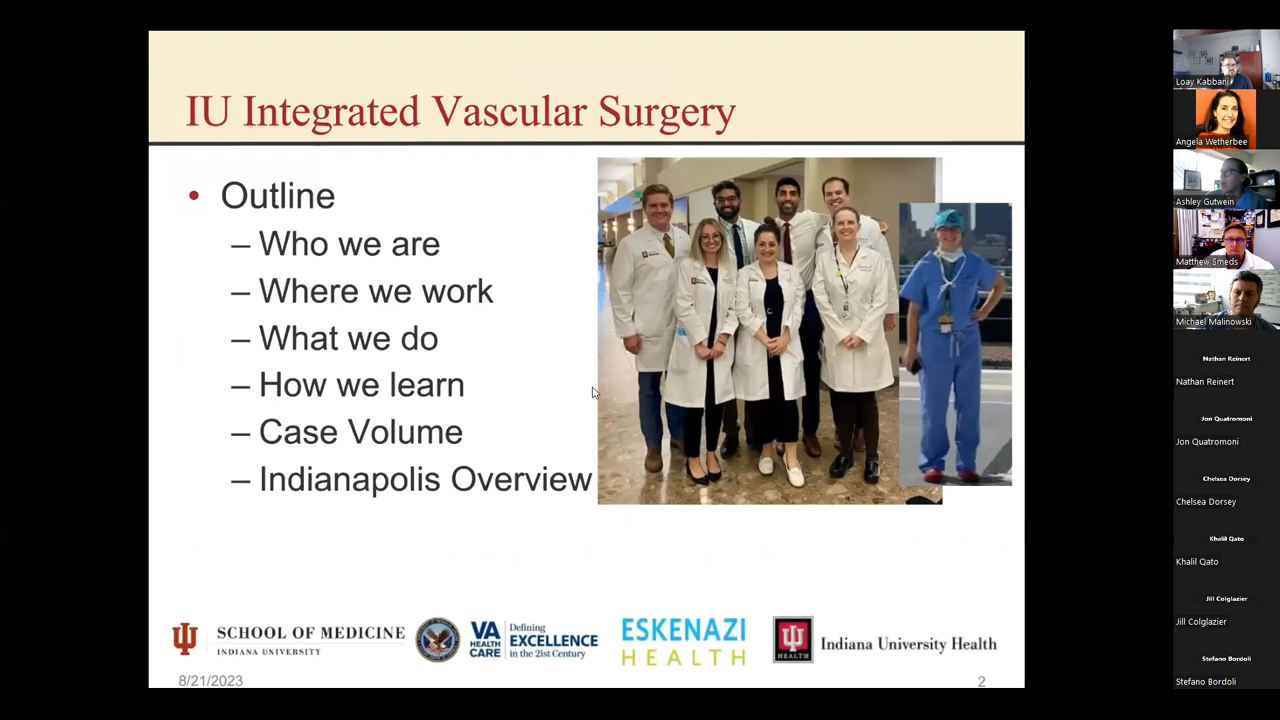 IU Integrated Vascular Surgery
• Outline
– Who we are
– Where we work
– What we do
– How we learn
– Case Volume
– Indianapolis Overview
SCHOOL OF MEDICINE
INDIANA UNIVERSITY
VA
HEALTH
CARE
Defining
EXCELLENCE
in the 21st Century
ESKENAZI
HEALTH
HEALTH
Indiana University Health
8/21/2023
2
Loay Kabbani
Angela Wetherbee
Ashley Gutwein
Matthew Smeds
Michael Malinowski
Nathan Reinert
Nathan Reinert
Jon Quatromoni
Jon Quatromoni
Chelsea Dorsey
Chelsea Dorsey
Khalil Qato
Khalil Qato
Jill Colglazier
Jill Colglazier
Stefano Bordoli
Stefano Bordoli